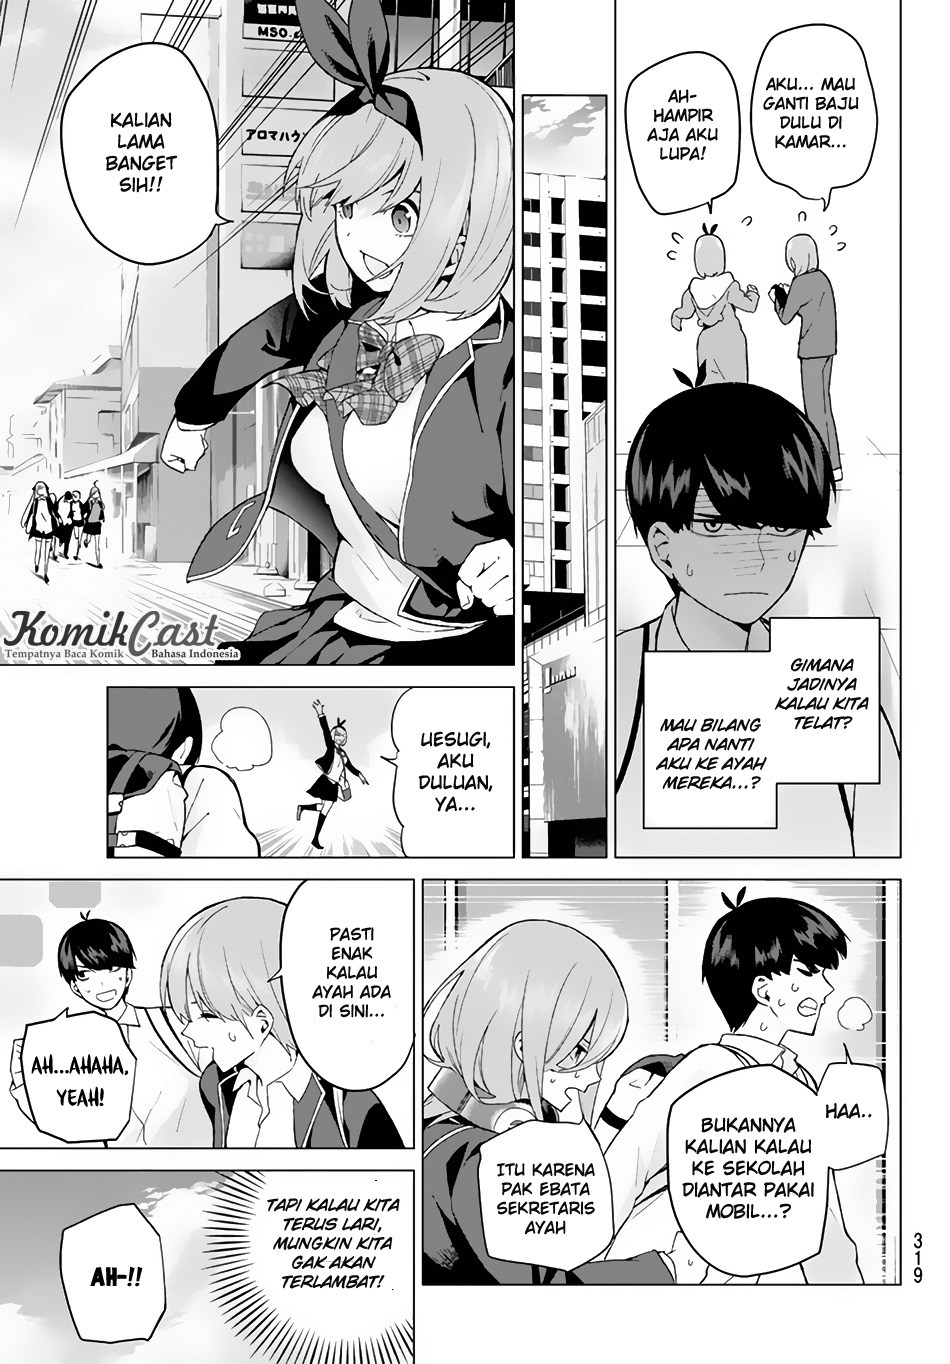 AKU... MAU
GANTI BAJU
DULU DI
KAMAR...
AH-
HAMPIR
AJA AKU
LUPA!
GIMANA
JADINYA
KALAU KITA
TELAT?
MAU BILANG
APA NANTI
AKU KE AYAH
MEREKA...?
MSO.
アロマハウ
KALIAN
LAMA
BANGET
SIH!!
KomikCast
Tempatnya Baca Komik Bahasa Indonesia
UESUGI,
AKU
DULUAN,
YA...
HAA..
BUKANNYA
KALIAN KALAU
KE SEKOLAH
DIANTAR PAKAI
MOBIL...?
ITU KARENA
PAK EBATA
SEKRETARIS
AYAH
PASTI
ENAK
KALAU
AYAH ADA
DI SINI...
AH...AHAHA,
YEAH!
TAPI KALAU KITA
TERUS LARI,
MUNGKIN KITA
GAK AKAN
TERLAMBAT!
AH-!!
319